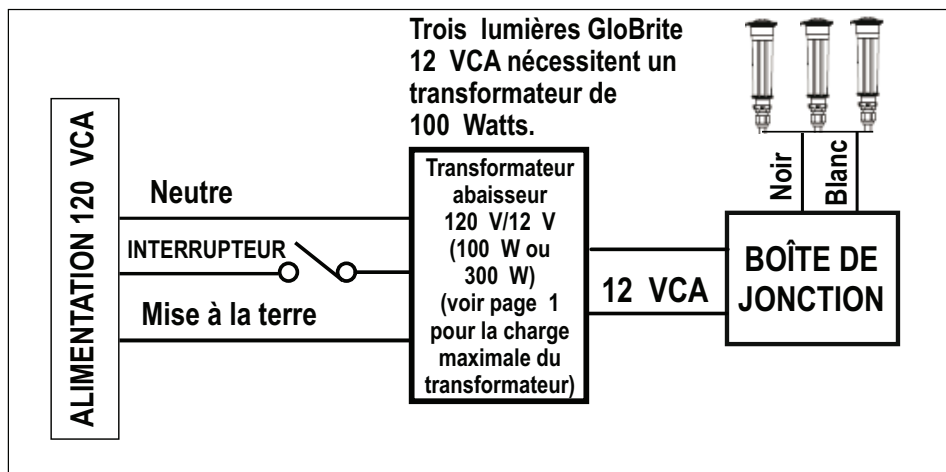 Trois lumières GloBrite
12 VCA nécessitent un
transformateur de
100 Watts.
ALIMENTATION 120 VCA
Neutre
INTERRUPTEUR
Mise à la terre
Transformateur
abaisseur
120 V/12 V
(100 W ou
300 W)
(voir page 1
pour la charge
maximale du
transformateur)
12 VCA
Noir
Blanc
BOÎTE DE
JONCTION